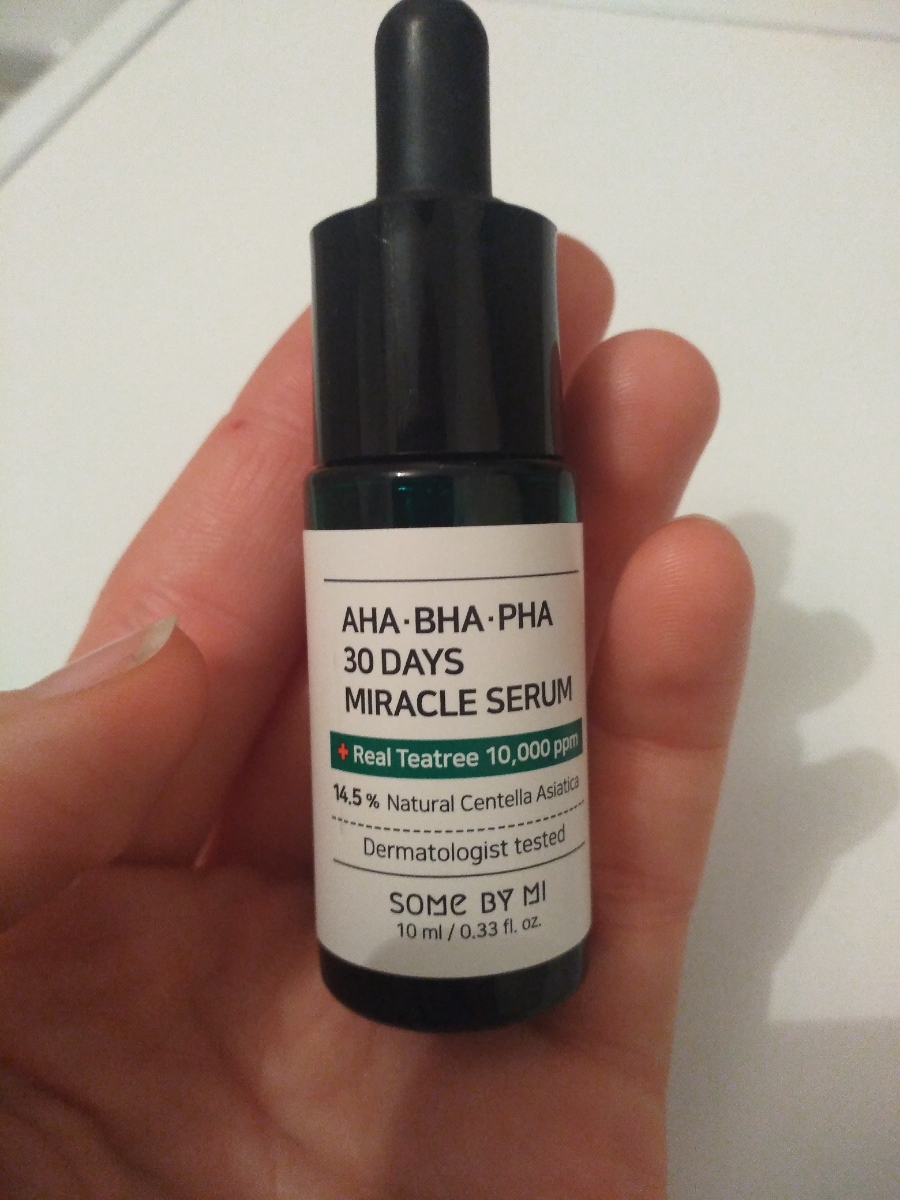 AHA·BHA·PHA
30 DAYS
MIRACLE SERUM
+ Real Teatree 10,000 ppm
14.5 % Natural Centella Asiatica
Dermatologist tested
SOME BY MI
10 ml / 0.33 fl. oz.